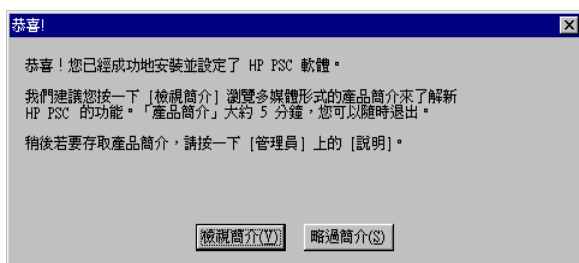 恭喜!
恭喜！您已經成功地安裝並設定了 HP PSC 軟體。
我們建議您按一下 [檢視簡介] 瀏覽多媒體形式的產品簡介來了解新
HP PSC 的功能。「產品簡介」大約 5 分鐘，您可以隨時退出。
稍後若要存取產品簡介，請按一下 [管理員] 上的 [說明]。
檢視簡介(V) 略過簡介(S)